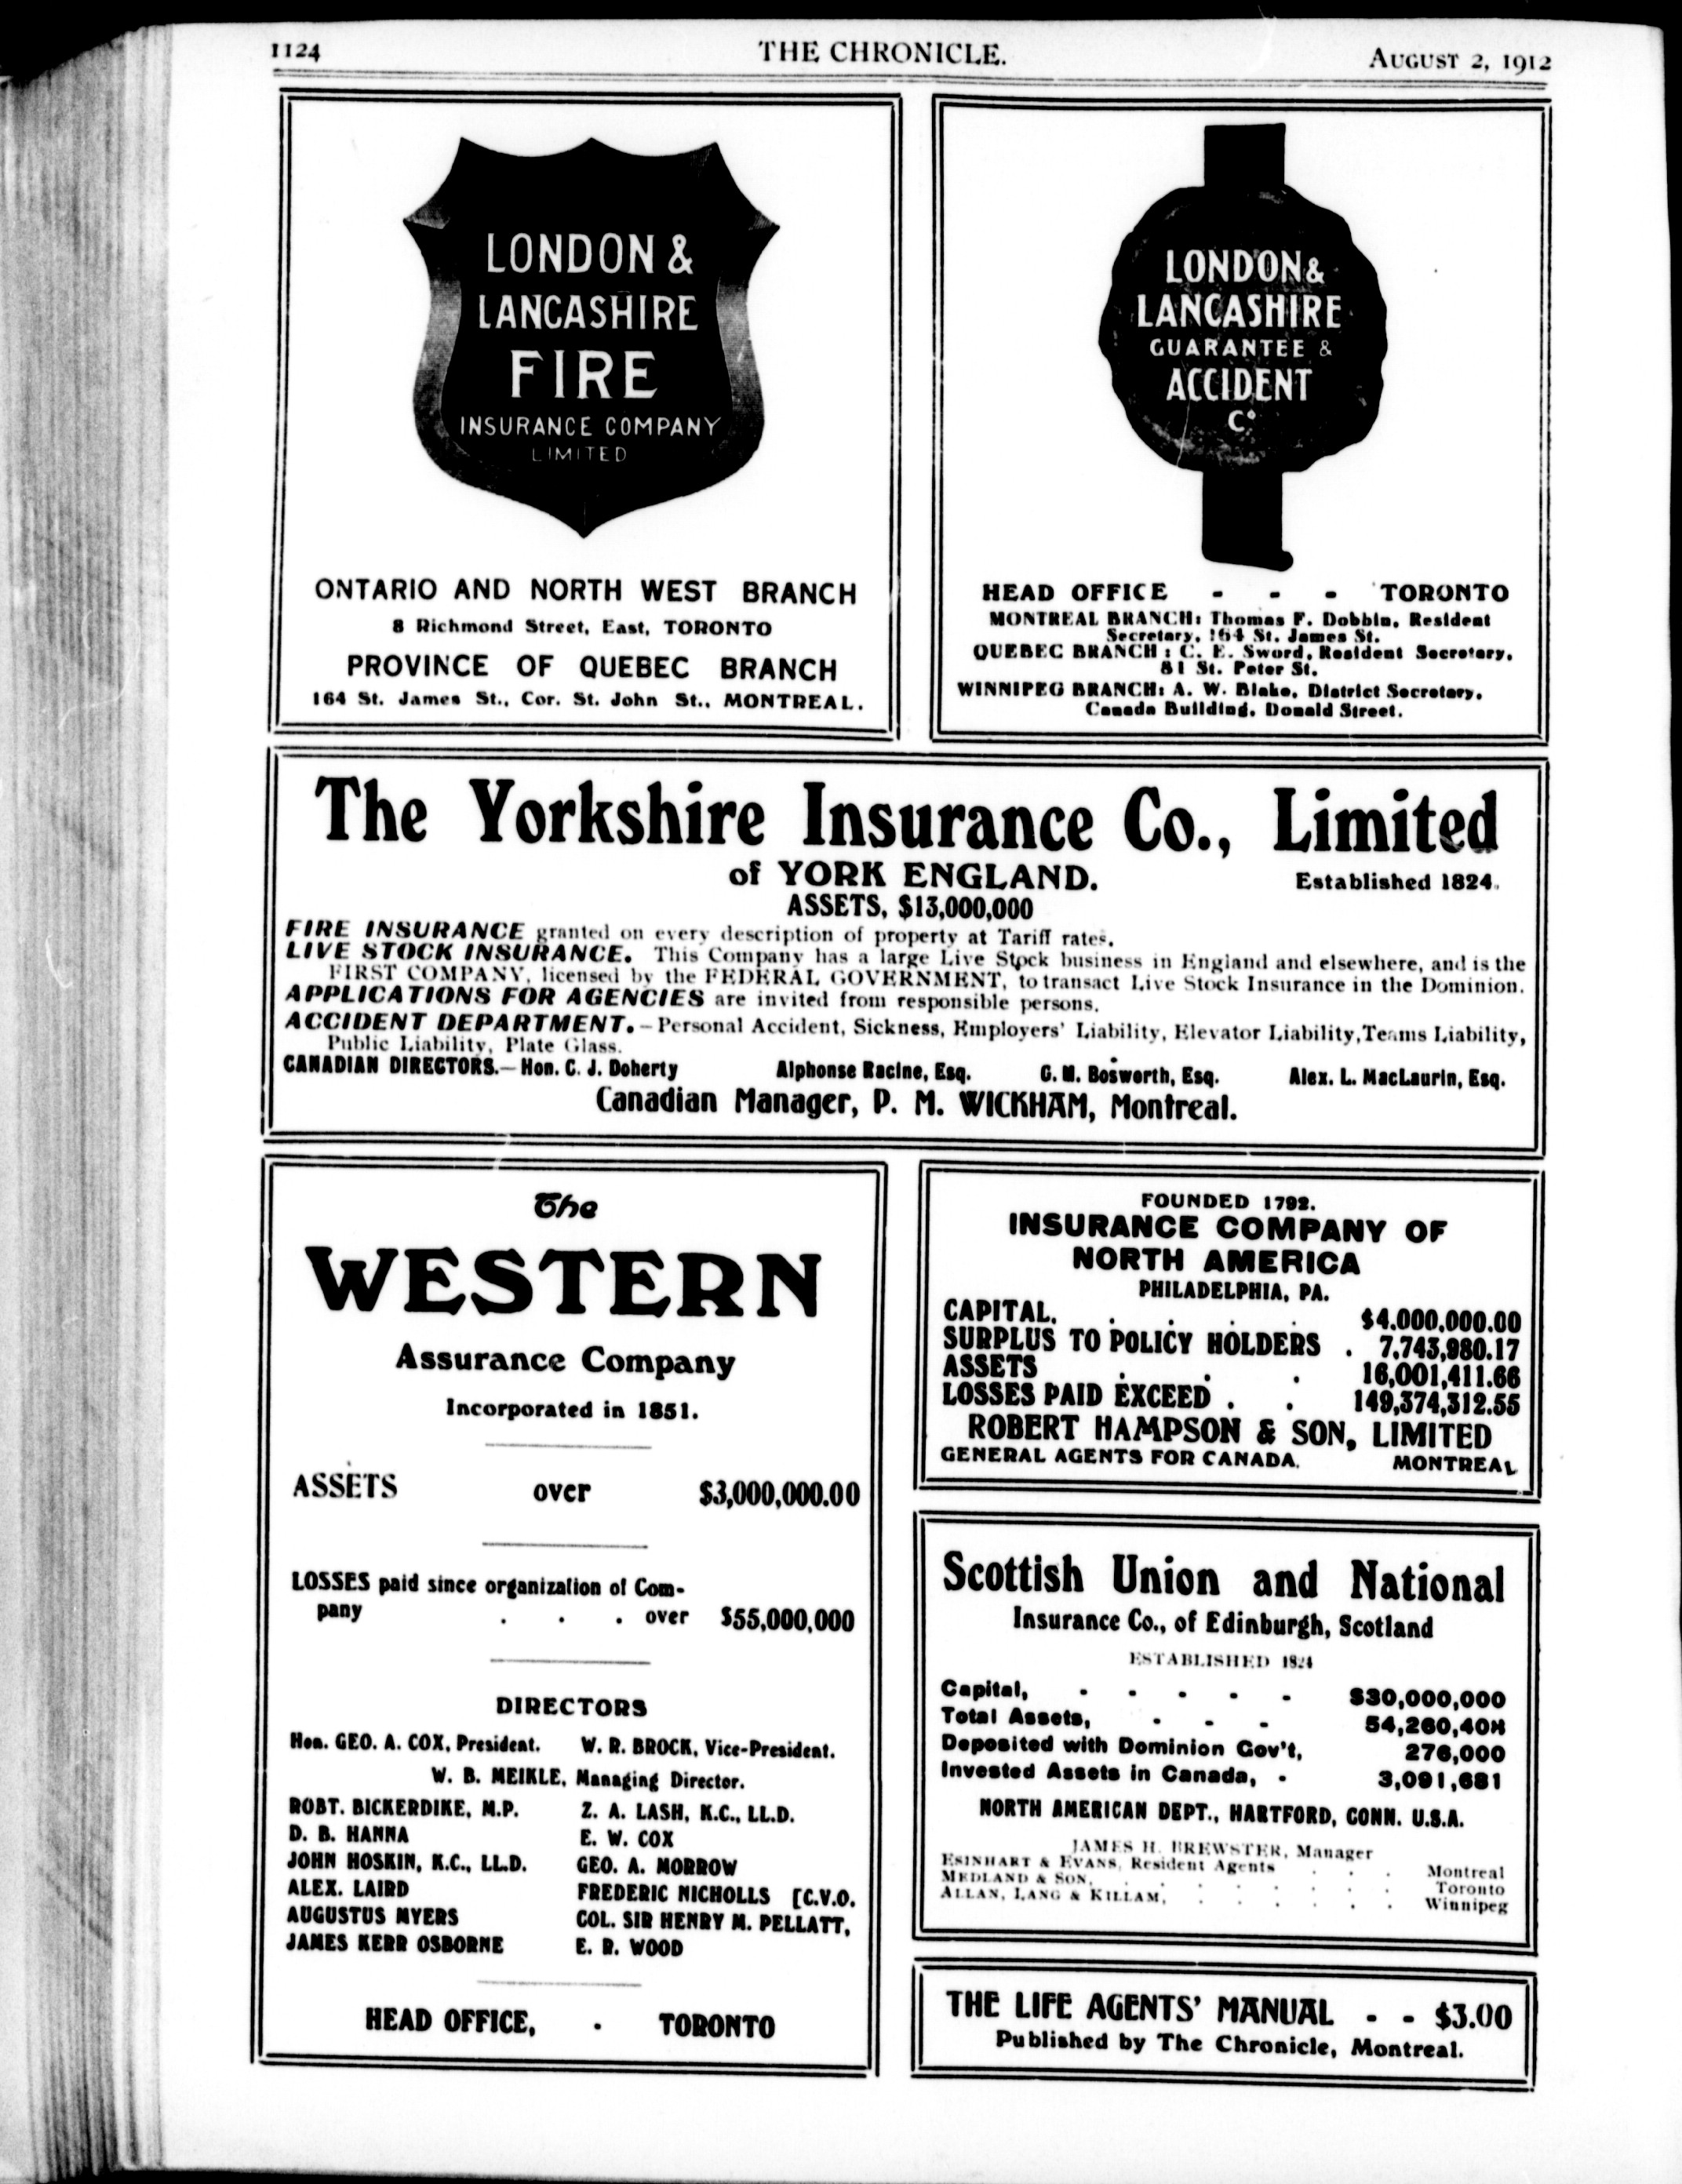 1124
THE CHRONICLE.
AUGUST 2, 1912
LONDON &
LANCASHIRE
FIRE
INSURANCE COMPANY
LIMITED
ONTARIO AND NORTH WEST BRANCH
8 Richmond Street, East, TORONTO
PROVINCE OF QUEBEC BRANCH
164 St. James St., Cor. St. John St., MONTREAL.
LONDON &
LANCASHIRE
GUARANTEE &
ACCIDENT
Co.
HEAD OFFICE - - - TORONTO
MONTREAL BRANCH: Thomas F. Dobbin, Resident
Secretary, 164 St. James St.
QUEBEC BRANCH : C. E. Sword, Resident Secretary,
81 St. Peter St.
WINNIPEG BRANCH: A. W. Blake, District Secretary,
Canada Building, Donald Street.
The Yorkshire Insurance Co., Limited
of YORK ENGLAND.
Established 1824.
ASSETS, $13,000,000
FIRE INSURANCE granted on every description of property at Tariff rates.
LIVE STOCK INSURANCE. This Company has a large Live Stock business in England and elsewhere, and is the
FIRST COMPANY, licensed by the FEDERAL GOVERNMENT, to transact Live Stock Insurance in the Dominion.
APPLICATIONS FOR AGENCIES are invited from responsible persons.
ACCIDENT DEPARTMENT.—Personal Accident, Sickness, Employers' Liability, Elevator Liability, Teams Liability,
Public Liability, Plate Glass.
CANADIAN DIRECTORS.—Hon. C. J. Doherty Alphonse Racine, Esq. G. M. Bosworth, Esq. Alex. L. MacLaurin, Esq.
Canadian Manager, P. M. WICKHAM, Montreal.
The
WESTERN
Assurance Company
Incorporated in 1851.
ASSETS over $3,000,000.00
LOSSES paid since organization of Com-
pany . . . over $55,000,000
DIRECTORS
Hon. GEO. A. COX, President. W. R. BROCK, Vice-President.
W. B. MEIKLE, Managing Director.
ROBT. BICKERDIKE, M.P. Z. A. LASH, K.C., LL.D.
D. B. HANNA E. W. COX
JOHN HOSKIN, K.C., LL.D. GEO. A. MORROW
ALEX. LAIRD FREDERIC NICHOLLS [C.V.O.
AUGUSTUS MYERS COL. SIR HENRY M. PELLATT,
JAMES KERR OSBORNE E. R. WOOD
HEAD OFFICE, - TORONTO
FOUNDED 1792.
INSURANCE COMPANY OF
NORTH AMERICA
PHILADELPHIA, PA.
CAPITAL. . . . . $4.000,000.00
SURPLUS TO POLICY HOLDERS . 7,743,980.17
ASSETS . . . 16,001,411.66
LOSSES PAID EXCEED . . 149,374,312.55
ROBERT HAMPSON & SON, LIMITED
GENERAL AGENTS FOR CANADA. MONTREAL
Scottish Union and National
Insurance Co., of Edinburgh, Scotland
ESTABLISHED 1824
Capital, - - - - - $30,000,000
Total Assets, - - - 54,260,408
Deposited with Dominion Gov't, 276,000
Invested Assets in Canada, - 3,091,681
NORTH AMERICAN DEPT., HARTFORD, CONN. U.S.A.
JAMES H. BREWSTER, Manager
ESINHART & EVANS, Resident Agents . . . Montreal
MEDLAND & SON, . . . . . . . Toronto
ALLAN, LANG & KILLAM, . . . . . . Winnipeg
THE LIFE AGENTS' MANUAL - - $3.00
Published by The Chronicle, Montreal.